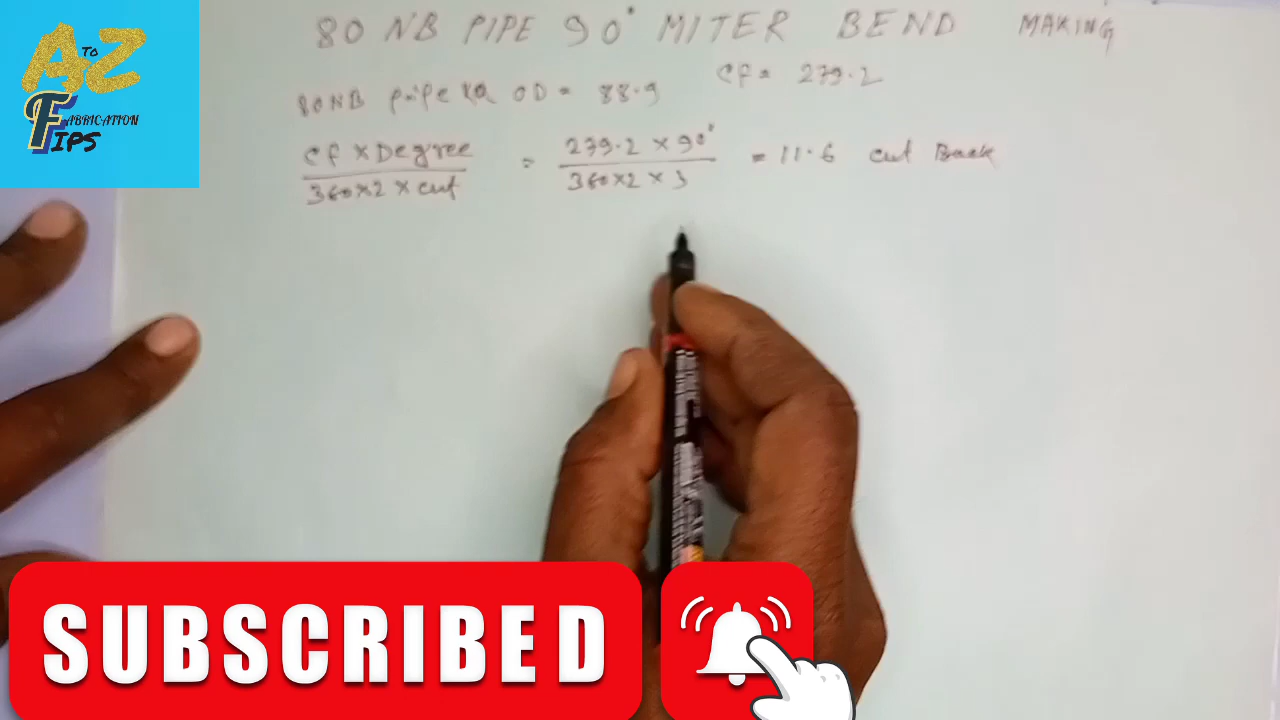 A TO Z
FABRICATION
TIPS
80 NB PIPE 90° MITER BEND MAKING
80NB pipe ka OD = 88.9 Cf = 279.2
Cf x Degree / 360x2 x cut = 279.2 x 90° / 360x2 x 3 = 11.6 cut Back
SUBSCRIBED